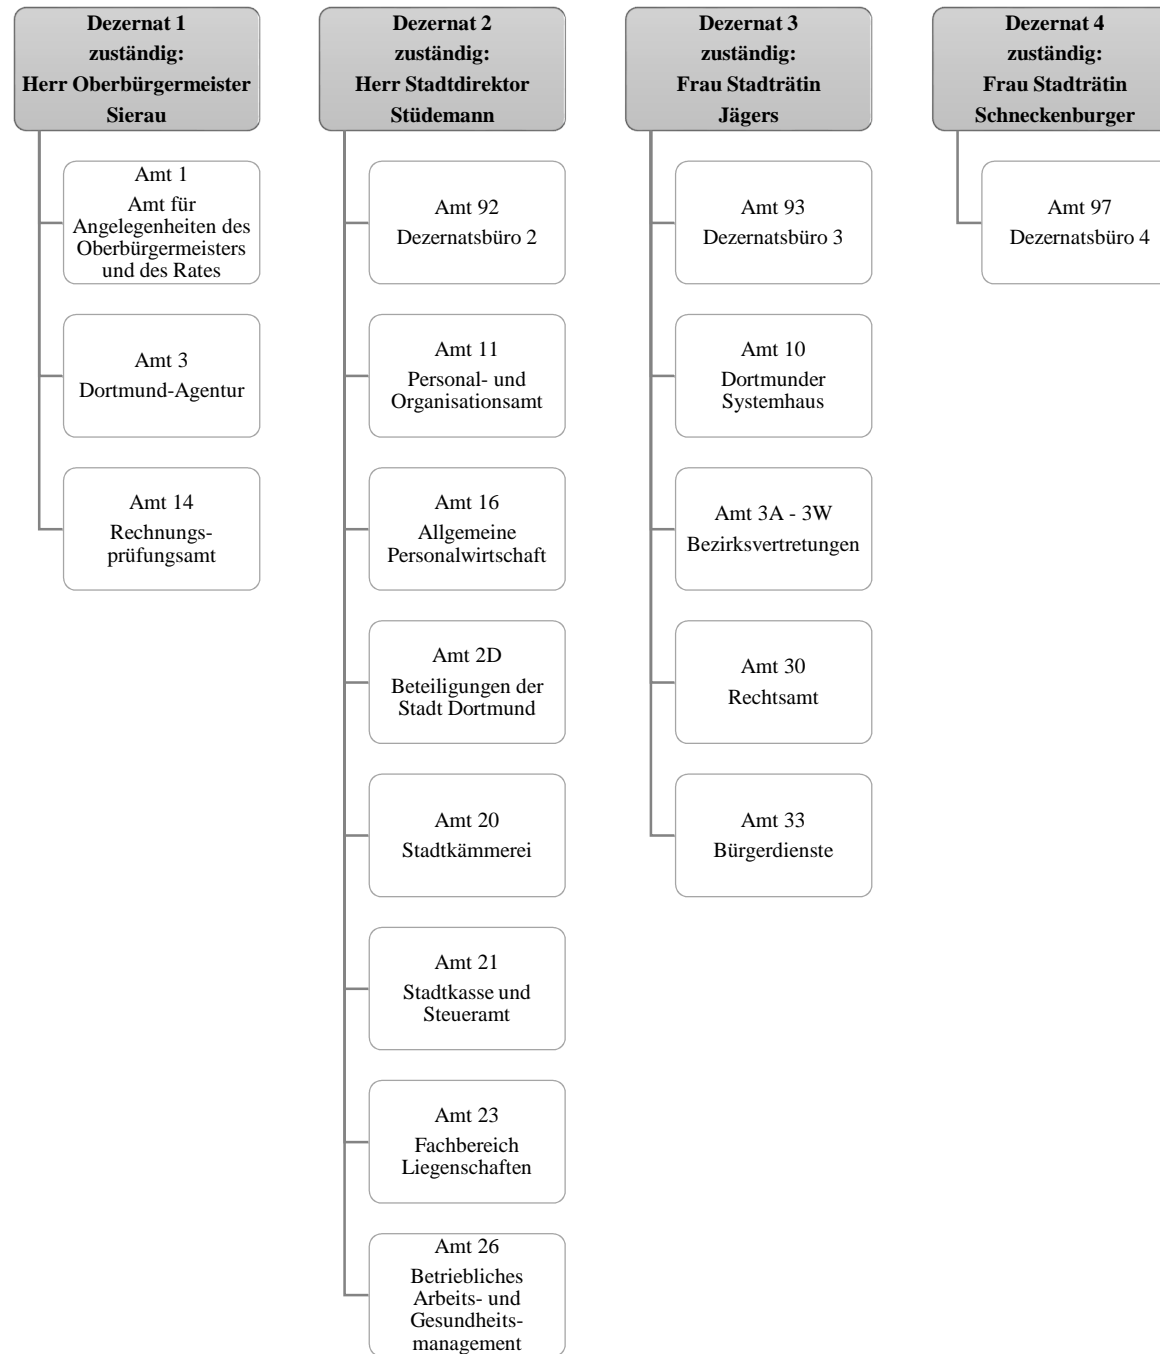 Dezernat 1
zuständig:
Herr Oberbürgermeister
Sierau
Amt 1
Amt für
Angelegenheiten des
Oberbürgermeisters
und des Rates
Amt 3
Dortmund-Agentur
Amt 14
Rechnungs-
prüfungsamt
Dezernat 2
zuständig:
Herr Stadtdirektor
Stüdemann
Amt 92
Dezernatsbüro 2
Amt 11
Personal- und
Organisationsamt
Amt 16
Allgemeine
Personalwirtschaft
Amt 2D
Beteiligungen der
Stadt Dortmund
Amt 20
Stadtkämmerei
Amt 21
Stadtkasse und
Steueramt
Amt 23
Fachbereich
Liegenschaften
Amt 26
Betriebliches
Arbeits- und
Gesundheits-
management
Dezernat 3
zuständig:
Frau Stadträtin
Jägers
Amt 93
Dezernatsbüro 3
Amt 10
Dortmunder
Systemhaus
Amt 3A - 3W
Bezirksvertretungen
Amt 30
Rechtsamt
Amt 33
Bürgerdienste
Dezernat 4
zuständig:
Frau Stadträtin
Schneckenburger
Amt 97
Dezernatsbüro 4